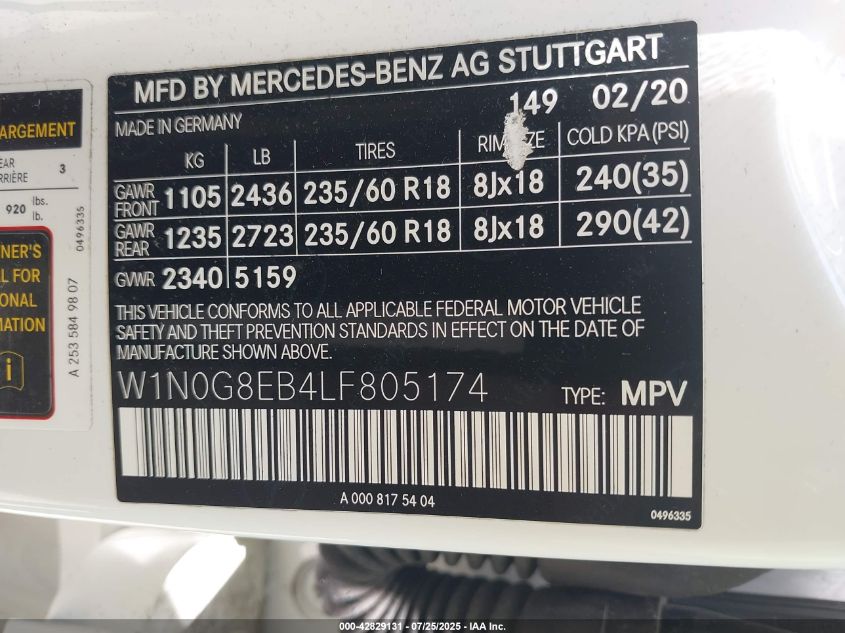 MFD BY MERCEDES-BENZ AG STUTTGART
149 02/20
MADE IN GERMANY
KG LB TIRES RIM SIZE COLD KPA (PSI)
GAWR FRONT 1105 2436 235/60 R18 8Jx18 240(35)
GAWR REAR 1235 2723 235/60 R18 8Jx18 290(42)
GVWR 2340 5159
THIS VEHICLE CONFORMS TO ALL APPLICABLE FEDERAL MOTOR VEHICLE
SAFETY AND THEFT PREVENTION STANDARDS IN EFFECT ON THE DATE OF
MANUFACTURE SHOWN ABOVE.
W1N0G8EB4LF805174 TYPE: MPV
A 000 817 54 04
0496335
ARGEMENT
EAR
RRIÈRE 3
920 lbs.
lb.
0496335
NER'S
L FOR
ONAL
MATION
i
A 253 584 98 07
000-42829131 - 07/25/2025 - IAA Inc.